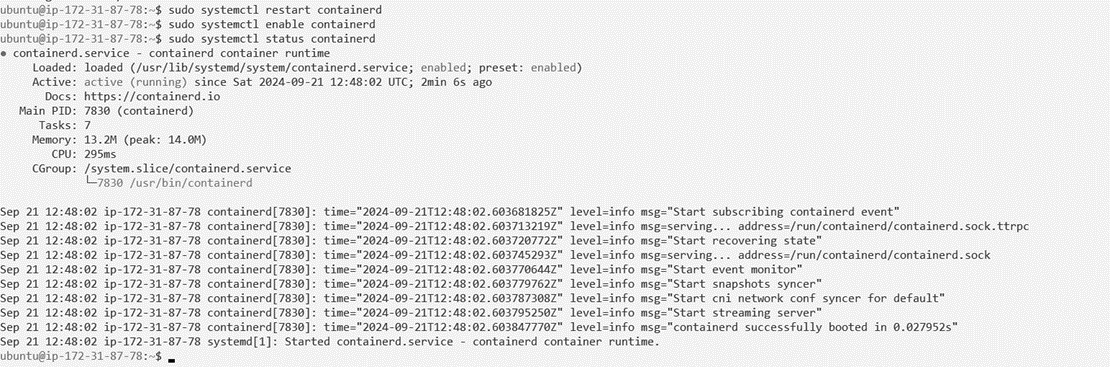 ubuntu@ip-172-31-87-78:~$ sudo systemctl restart containerd
ubuntu@ip-172-31-87-78:~$ sudo systemctl enable containerd
ubuntu@ip-172-31-87-78:~$ sudo systemctl status containerd
● containerd.service - containerd container runtime
     Loaded: loaded (/usr/lib/systemd/system/containerd.service; enabled; preset: enabled)
     Active: active (running) since Sat 2024-09-21 12:48:02 UTC; 2min 6s ago
       Docs: https://containerd.io
   Main PID: 7830 (containerd)
      Tasks: 7
     Memory: 13.2M (peak: 14.0M)
        CPU: 295ms
     CGroup: /system.slice/containerd.service
             └─7830 /usr/bin/containerd
Sep 21 12:48:02 ip-172-31-87-78 containerd[7830]: time="2024-09-21T12:48:02.603681825Z" level=info msg="Start subscribing containerd event"
Sep 21 12:48:02 ip-172-31-87-78 containerd[7830]: time="2024-09-21T12:48:02.603713219Z" level=info msg=serving... address=/run/containerd/containerd.sock.ttrpc
Sep 21 12:48:02 ip-172-31-87-78 containerd[7830]: time="2024-09-21T12:48:02.603720772Z" level=info msg="Start recovering state"
Sep 21 12:48:02 ip-172-31-87-78 containerd[7830]: time="2024-09-21T12:48:02.603745293Z" level=info msg=serving... address=/run/containerd/containerd.sock
Sep 21 12:48:02 ip-172-31-87-78 containerd[7830]: time="2024-09-21T12:48:02.603770644Z" level=info msg="Start event monitor"
Sep 21 12:48:02 ip-172-31-87-78 containerd[7830]: time="2024-09-21T12:48:02.603779762Z" level=info msg="Start snapshots syncer"
Sep 21 12:48:02 ip-172-31-87-78 containerd[7830]: time="2024-09-21T12:48:02.603787308Z" level=info msg="Start cni network conf syncer for default"
Sep 21 12:48:02 ip-172-31-87-78 containerd[7830]: time="2024-09-21T12:48:02.603795250Z" level=info msg="Start streaming server"
Sep 21 12:48:02 ip-172-31-87-78 containerd[7830]: time="2024-09-21T12:48:02.603847770Z" level=info msg="containerd successfully booted in 0.027952s"
Sep 21 12:48:02 ip-172-31-87-78 systemd[1]: Started containerd.service - containerd container runtime.
ubuntu@ip-172-31-87-78:~$